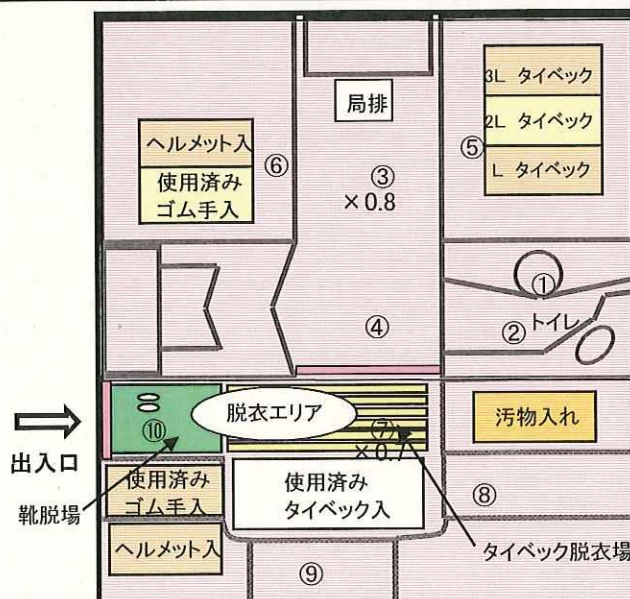 局排
3L タイベック
2L タイベック
L タイベック
⑤
ヘルメット入
使用済み
ゴム手入
⑥
③
×0.8
①
トイレ
②
④
出入口
靴脱場
⑩
脱衣エリア
⑦
×0.7
汚物入れ
使用済み
ゴム手入
使用済み
タイベック入
⑧
ヘルメット入
タイベック脱衣場
⑨